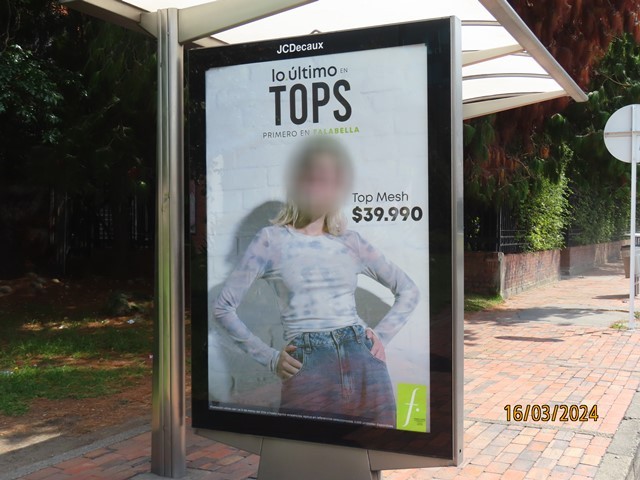 JCDecaux
lo último EN
TOPS
PRIMERO EN FALABELLA
Top Mesh
$39.990
f.
16/03/2024